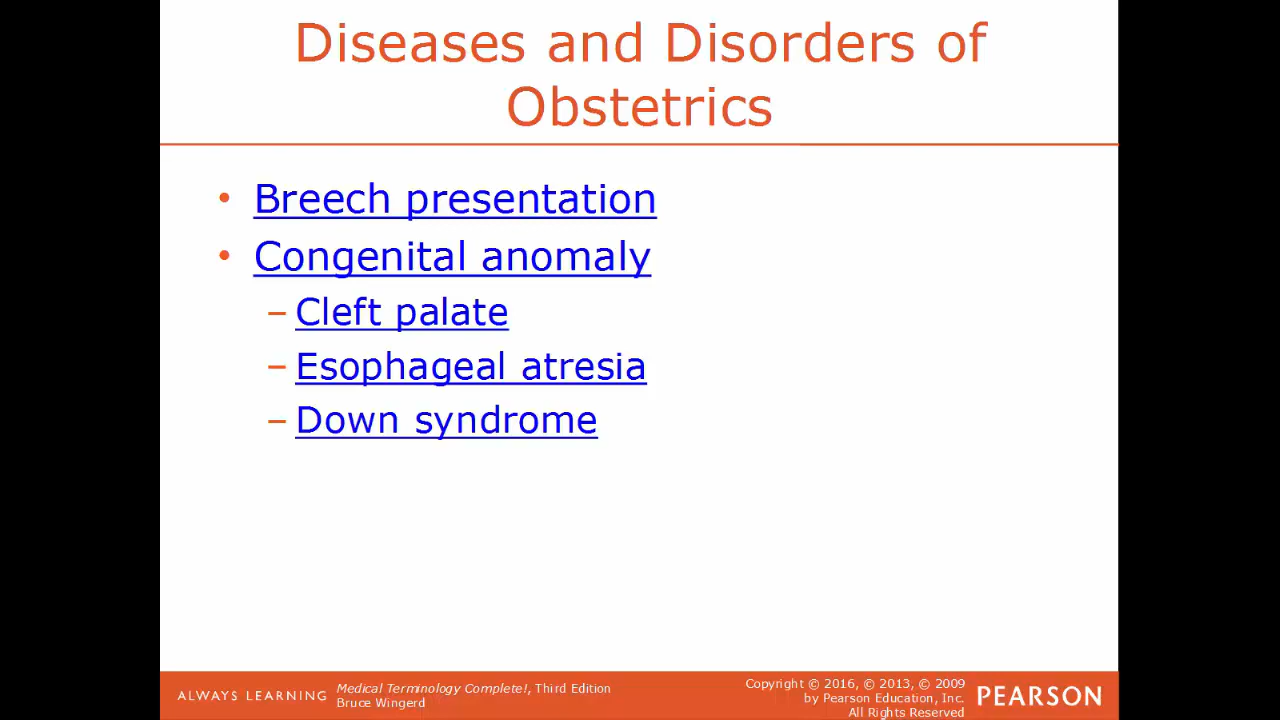 Diseases and Disorders of
Obstetrics
• Breech presentation
• Congenital anomaly
– Cleft palate
– Esophageal atresia
– Down syndrome
ALWAYS LEARNING
Medical Terminology Complete!, Third Edition
Bruce Wingerd
Copyright © 2016, © 2013, © 2009
by Pearson Education, Inc.
All Rights Reserved
PEARSON